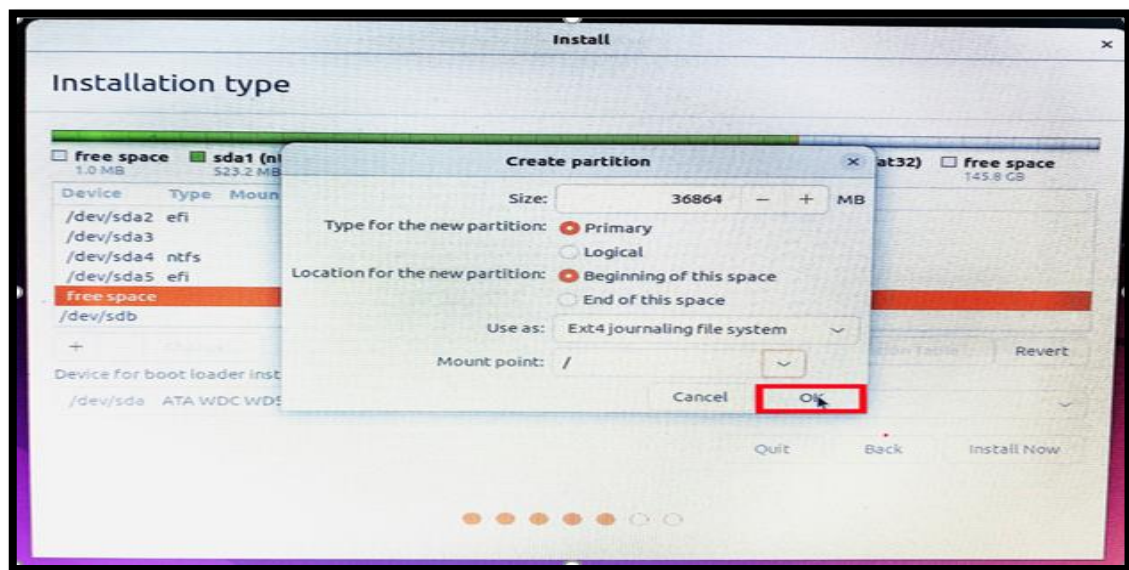 Install
Installation type
free space sda1 (nt at32) free space
1.0 MB 523.2 MB 145.8 GB
Create partition
Device Type Moun
Size: 36864 − + MB
/dev/sda2 efi
Type for the new partition: Primary
/dev/sda3
Logical
/dev/sda4 ntfs
Location for the new partition: Beginning of this space
/dev/sda5 efi
End of this space
free space
/dev/sdb
Use as: Ext4 journaling file system
+ Revert
Mount point: /
Device for boot loader inst
Cancel OK
/dev/sda ATA WDC WD5
Quit Back Install Now